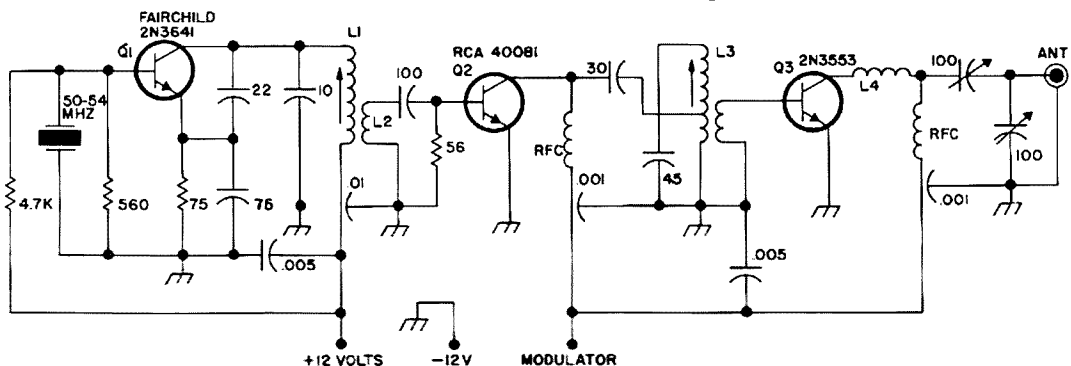 FAIRCHILD
2N3641
Q1
L1
RCA 40081
Q2
L3
Q3
2N3553
100
ANT
50-54
MHZ
22
10
100
30
L4
L2
56
RFC
RFC
4.7K
560
75
75
.01
.001
45
.001
100
.005
.005
+12 VOLTS
-12V
MODULATOR